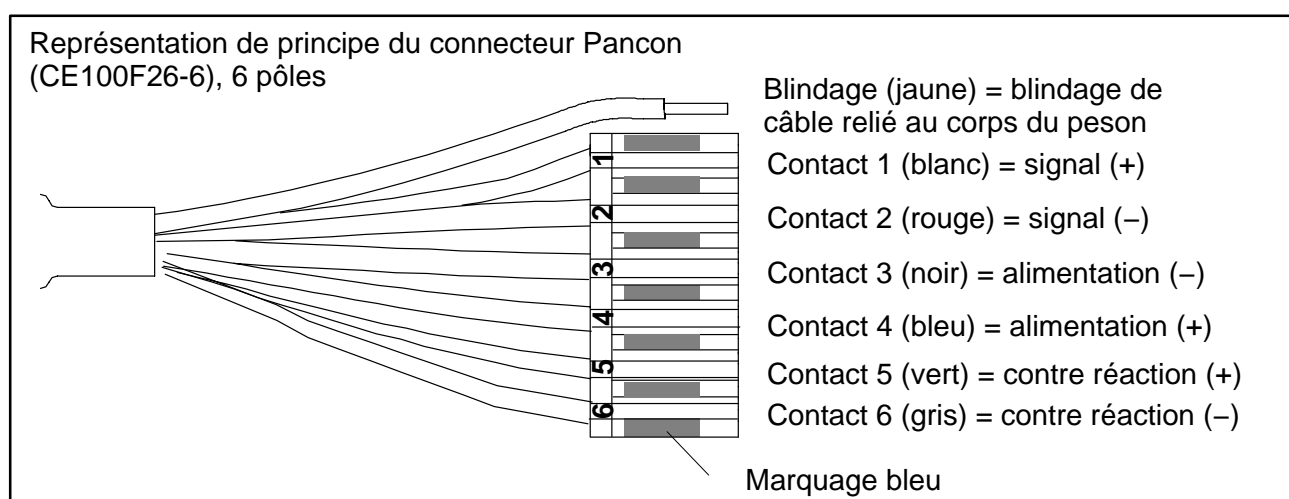 Représentation de principe du connecteur Pancon
(CE100F26-6), 6 pôles
Blindage (jaune) = blindage de
câble relié au corps du peson
1
Contact 1 (blanc) = signal (+)
2
Contact 2 (rouge) = signal (−)
3
Contact 3 (noir) = alimentation (−)
4
Contact 4 (bleu) = alimentation (+)
5
Contact 5 (vert) = contre réaction (+)
6
Contact 6 (gris) = contre réaction (−)
Marquage bleu